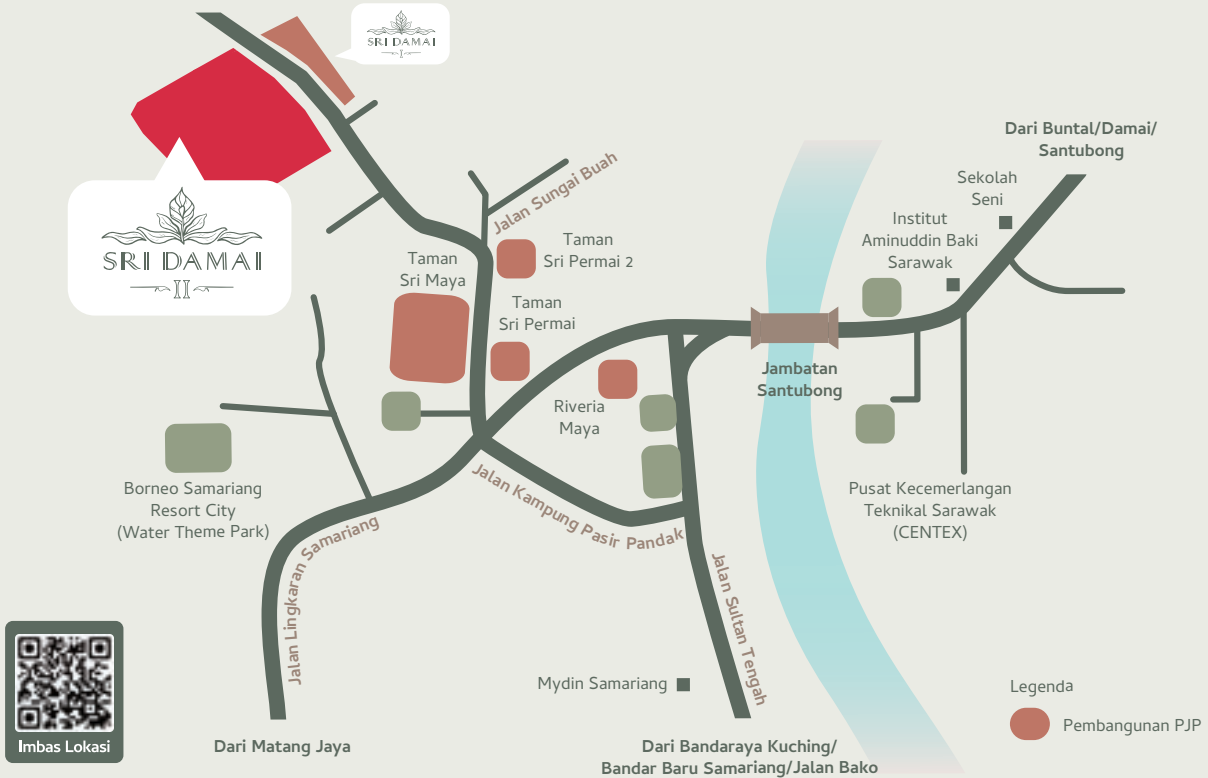 SRI DAMAI
I
SRI DAMAI
II
Dari Buntal/Damai/
Santubong
Sekolah
Seni
Institut
Aminuddin Baki
Sarawak
Jalan Sungai Buah
Taman
Sri Permai 2
Taman
Sri Maya
Taman
Sri Permai
Jambatan
Santubong
Riveria
Maya
Borneo Samariang
Resort City
(Water Theme Park)
Jalan Kampung Pasir Pandak
Pusat Kecemerlangan
Teknikal Sarawak
(CENTEX)
Jalan Lingkaran Samariang
Jalan Sultan Tengah
Mydin Samariang
Legenda
Pembangunan PJP
Imbas Lokasi
Dari Matang Jaya
Dari Bandaraya Kuching/
Bandar Baru Samariang/Jalan Bako